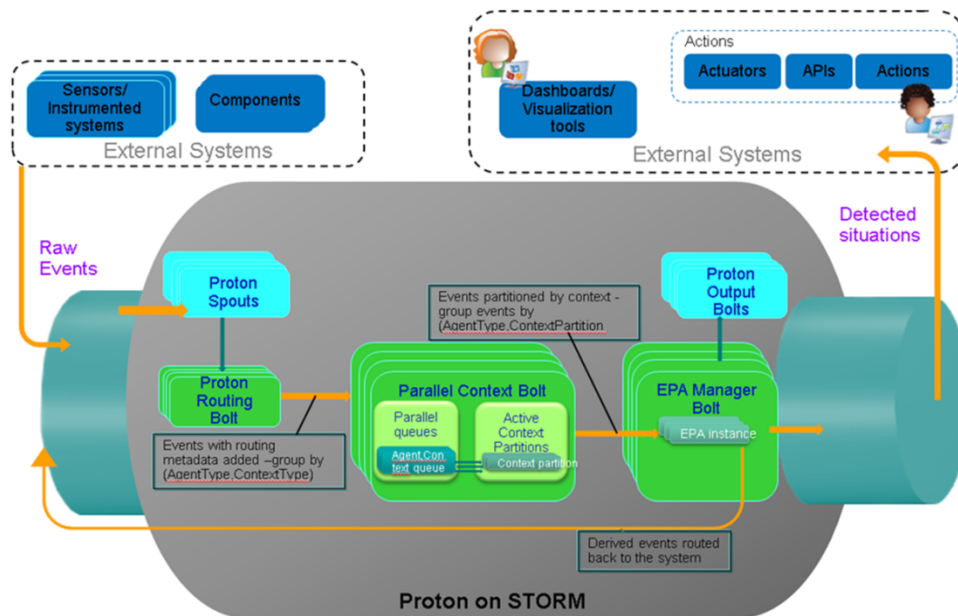 Sensors/
Instrumented
systems
Components
External Systems
Dashboards/
Visualization
tools
Actions
Actuators
APIs
Actions
External Systems
Raw
Events
Detected
situations
Proton
Spouts
Events partitioned by context -
group events by
(AgentType,ContextPartition
Proton
Output
Bolts
Proton
Routing
Bolt
Parallel Context Bolt
Parallel
queues
Agent,Con
text queue
Active
Context
Partitions
Context partition
EPA Manager
Bolt
EPA instance
Events with routing
metadata added –group by
(AgentType,ContextType)
Derived events routed
back to the system
Proton on STORM